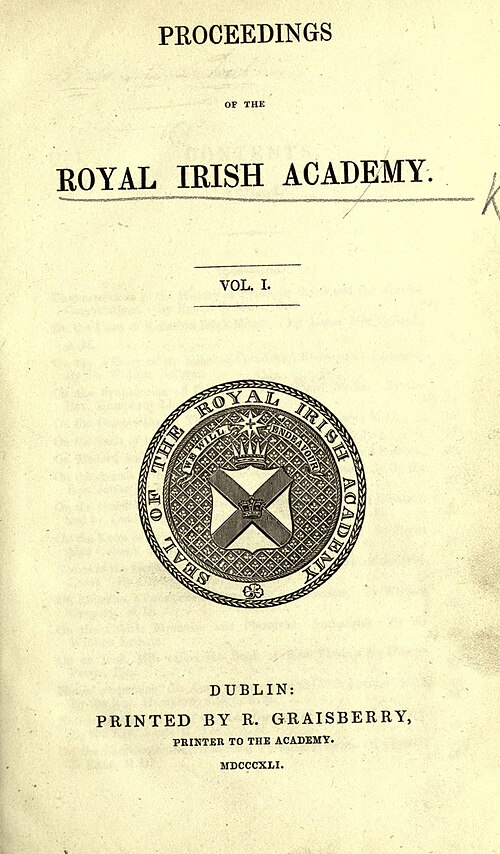 PROCEEDINGS
OF THE
ROYAL IRISH ACADEMY.
VOL. I.
SEAL OF THE ROYAL IRISH ACADEMY
WE WILL ENDEAVOUR
DUBLIN:
PRINTED BY R. GRAISBERRY,
PRINTER TO THE ACADEMY.
MDCCCXLI.